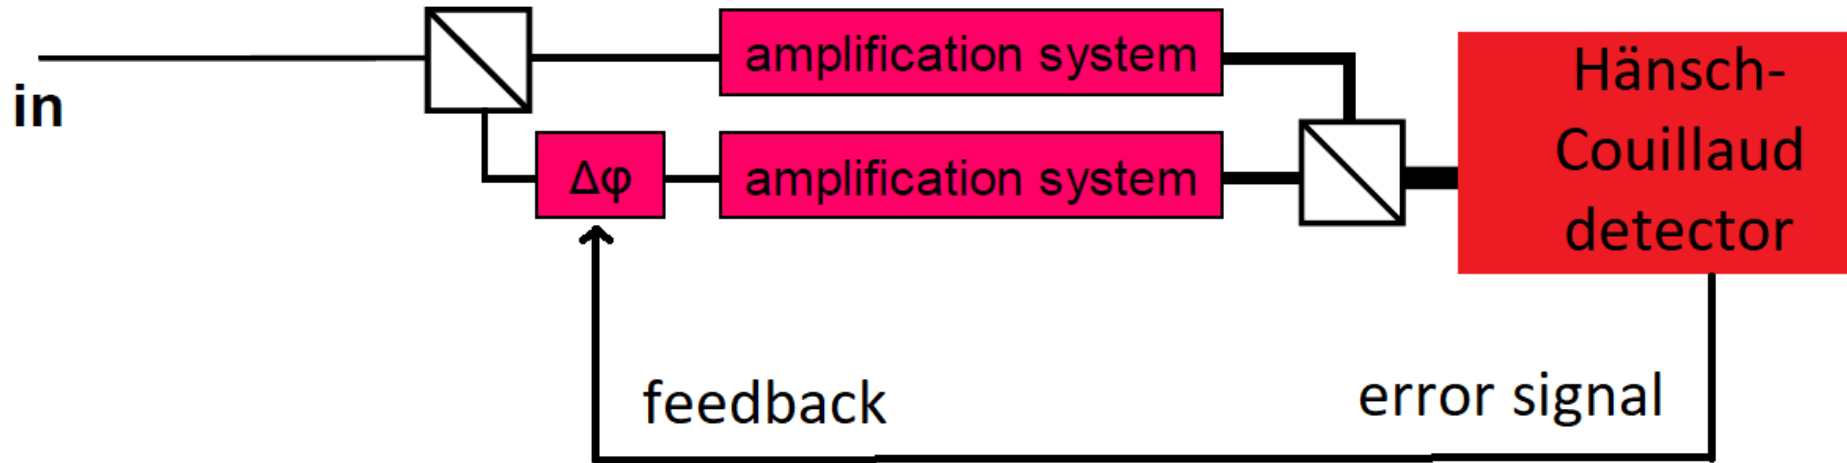 in
amplification system
Δφ
amplification system
Hänsch-
Couillaud
detector
feedback
error signal